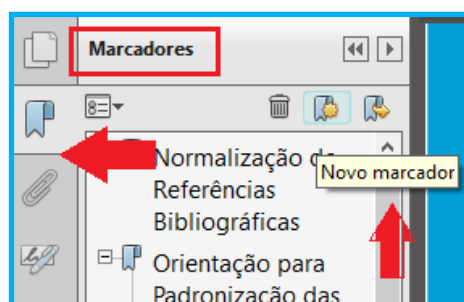 Marcadores
Normalização de
Novo marcador
Referências
Bibliográficas
Orientação para
Padronização das